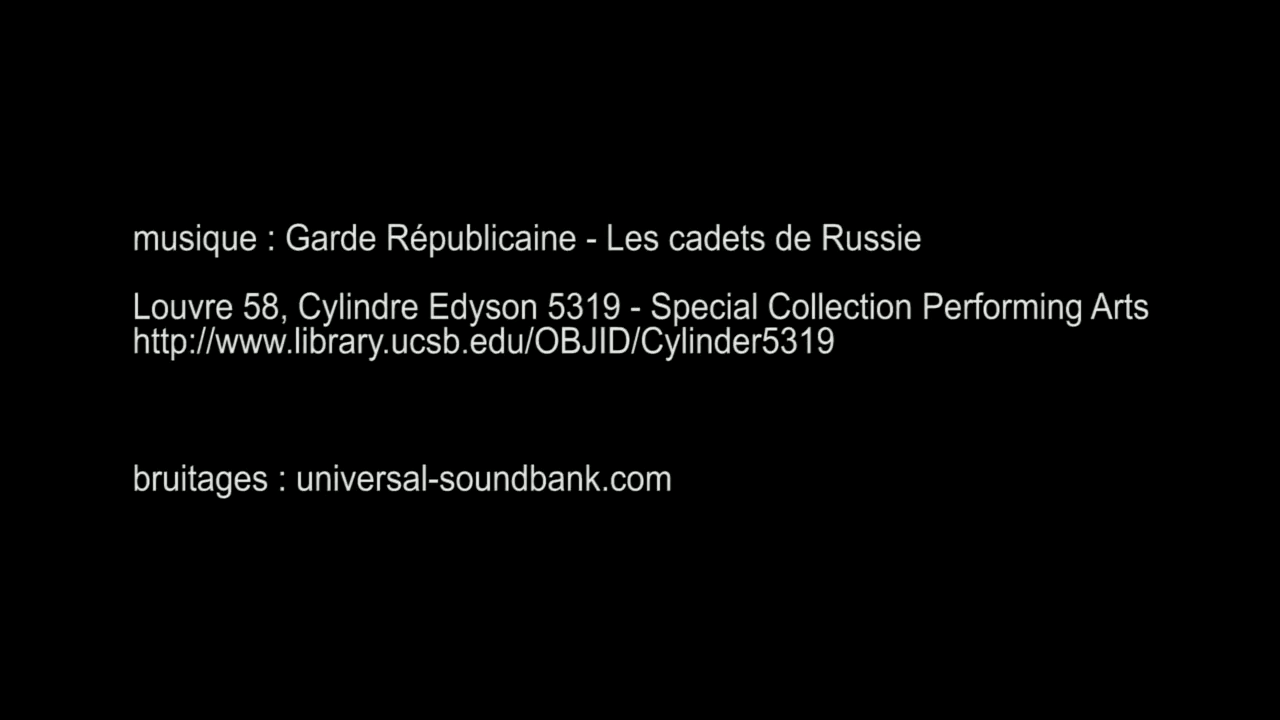 musique : Garde Républicaine - Les cadets de Russie
Louvre 58, Cylindre Edyson 5319 - Special Collection Performing Arts
http://www.library.ucsb.edu/OBJID/Cylinder5319
bruitages : universal-soundbank.com